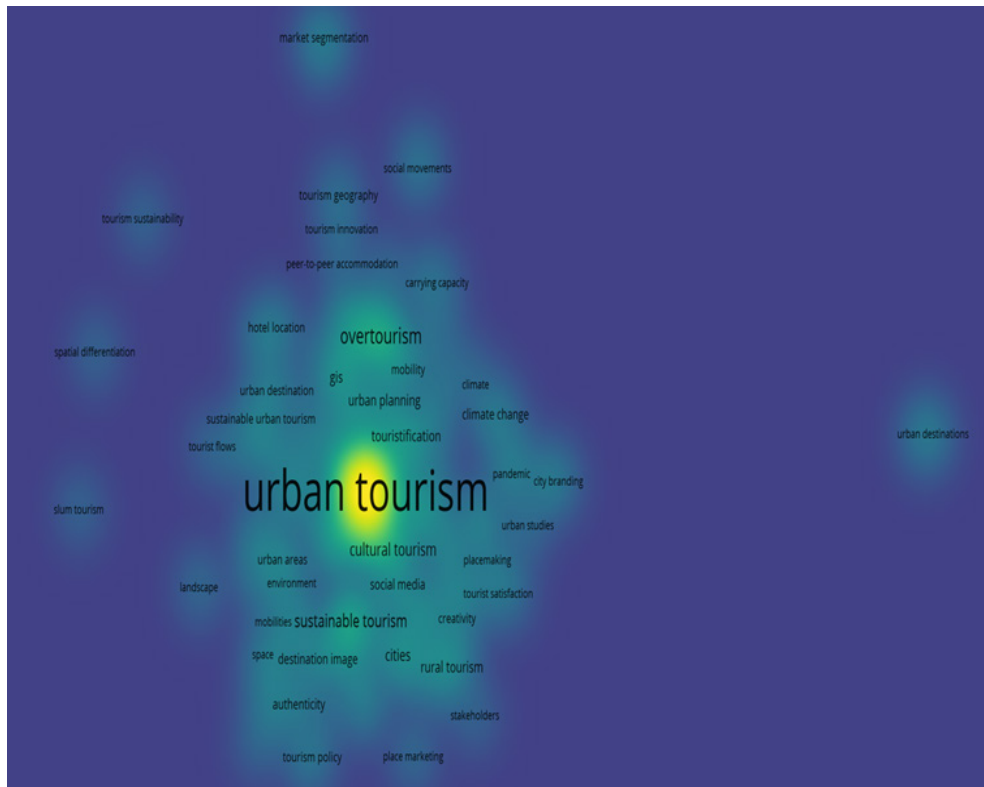 market segmentation
social movements
tourism geography
tourism sustainability
tourism innovation
peer-to-peer accommodation
carrying capacity
hotel location
overtourism
spatial differentiation
mobility
gis
climate
urban destination
urban planning
climate change
sustainable urban tourism
touristification
urban destinations
tourist flows
pandemic
city branding
urban tourism
slum tourism
urban studies
cultural tourism
urban areas
placemaking
environment
social media
landscape
tourist satisfaction
creativity
mobilities
sustainable tourism
space
destination image
cities
rural tourism
authenticity
stakeholders
tourism policy
place marketing